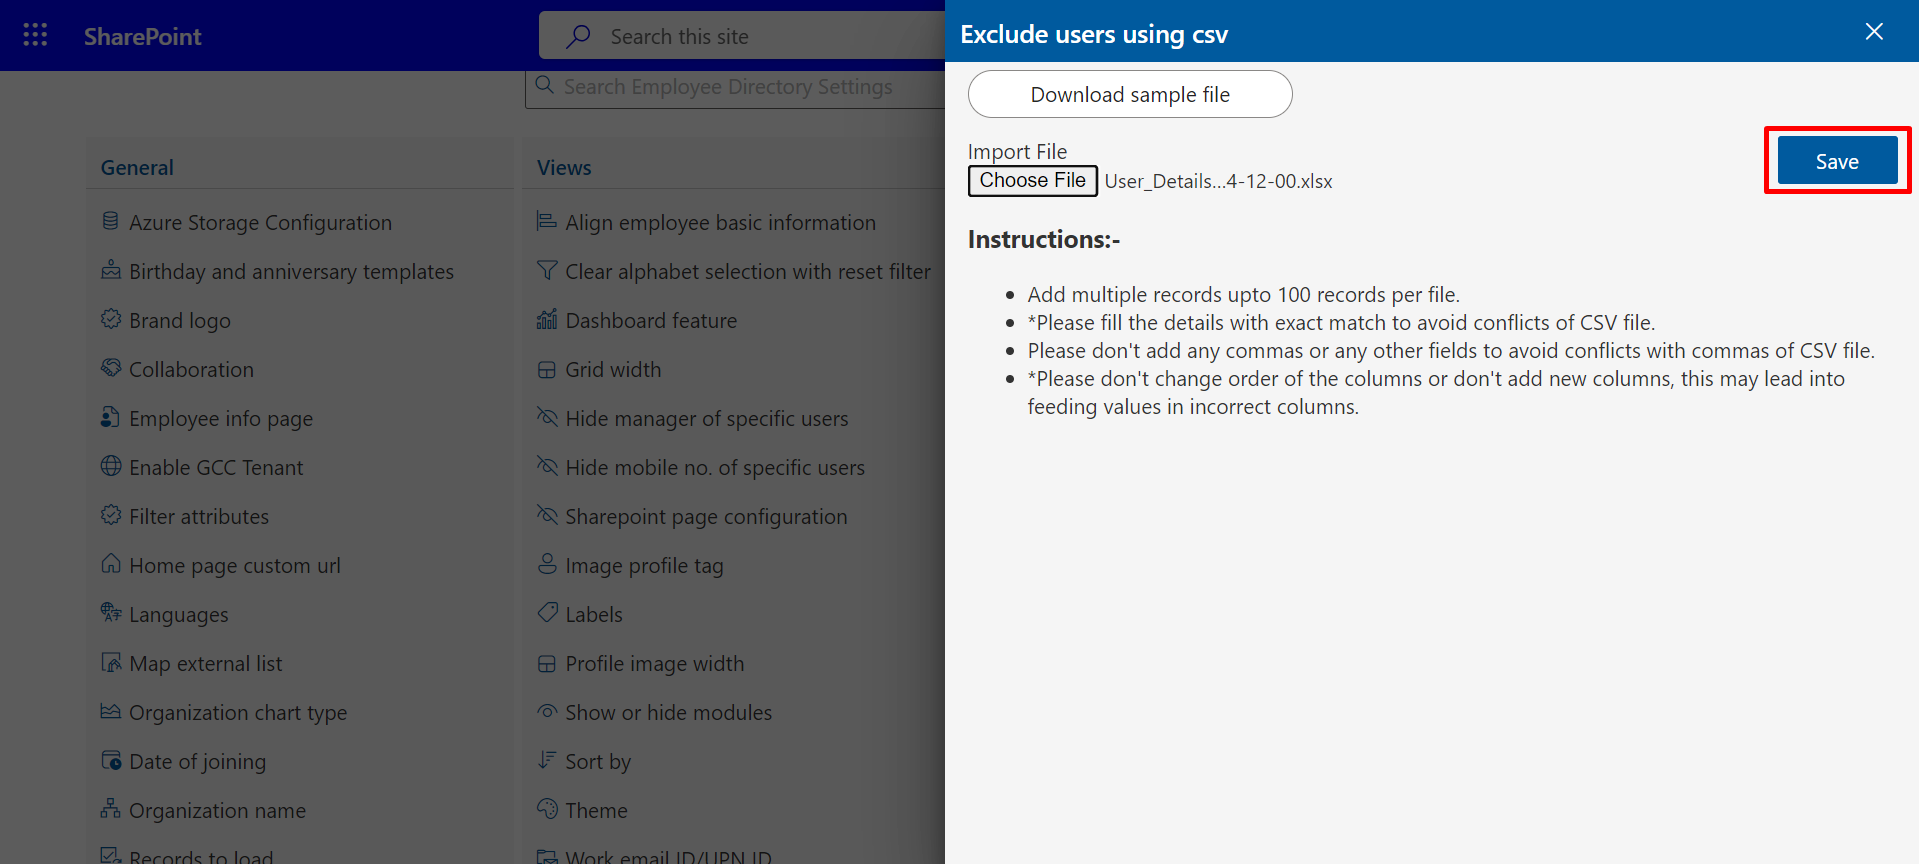 SharePoint
Search this site
Search Employee Directory Settings
General
Azure Storage Configuration
Birthday and anniversary templates
Brand logo
Collaboration
Employee info page
Enable GCC Tenant
Filter attributes
Home page custom url
Languages
Map external list
Organization chart type
Date of joining
Organization name
Records to load
Views
Align employee basic information
Clear alphabet selection with reset filter
Dashboard feature
Grid width
Hide manager of specific users
Hide mobile no. of specific users
Sharepoint page configuration
Image profile tag
Labels
Profile image width
Show or hide modules
Sort by
Theme
Work email ID/UPN ID
Exclude users using csv
Download sample file
Import File
Choose File User_Details...4-12-00.xlsx
Save
Instructions:-
Add multiple records upto 100 records per file.
*Please fill the details with exact match to avoid conflicts of CSV file.
Please don't add any commas or any other fields to avoid conflicts with commas of CSV file.
*Please don't change order of the columns or don't add new columns, this may lead into
feeding values in incorrect columns.